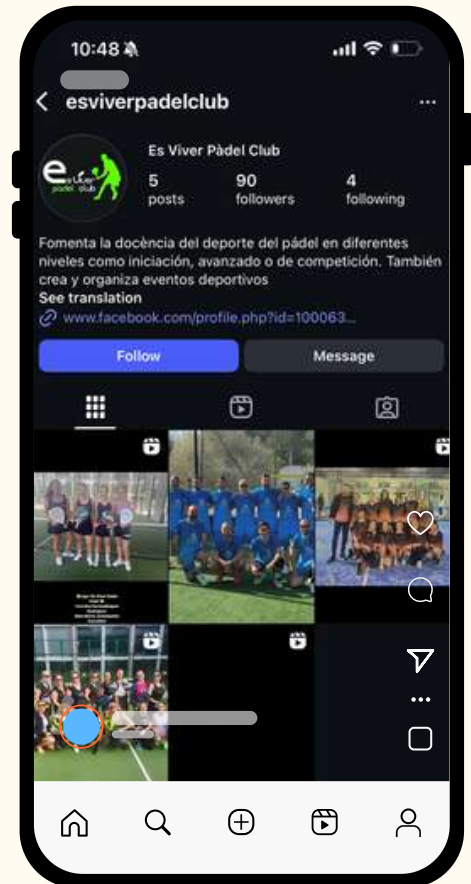 10:48
esviverpadelclub
Es Viver Pàdel Club
5
posts
90
followers
4
following
Fomenta la docència del deporte del pádel en diferentes
niveles como iniciación, avanzado o de competición. También
crea y organiza eventos deportivos
See translation
www.facebook.com/profile.php?id=100063...
Follow
Message